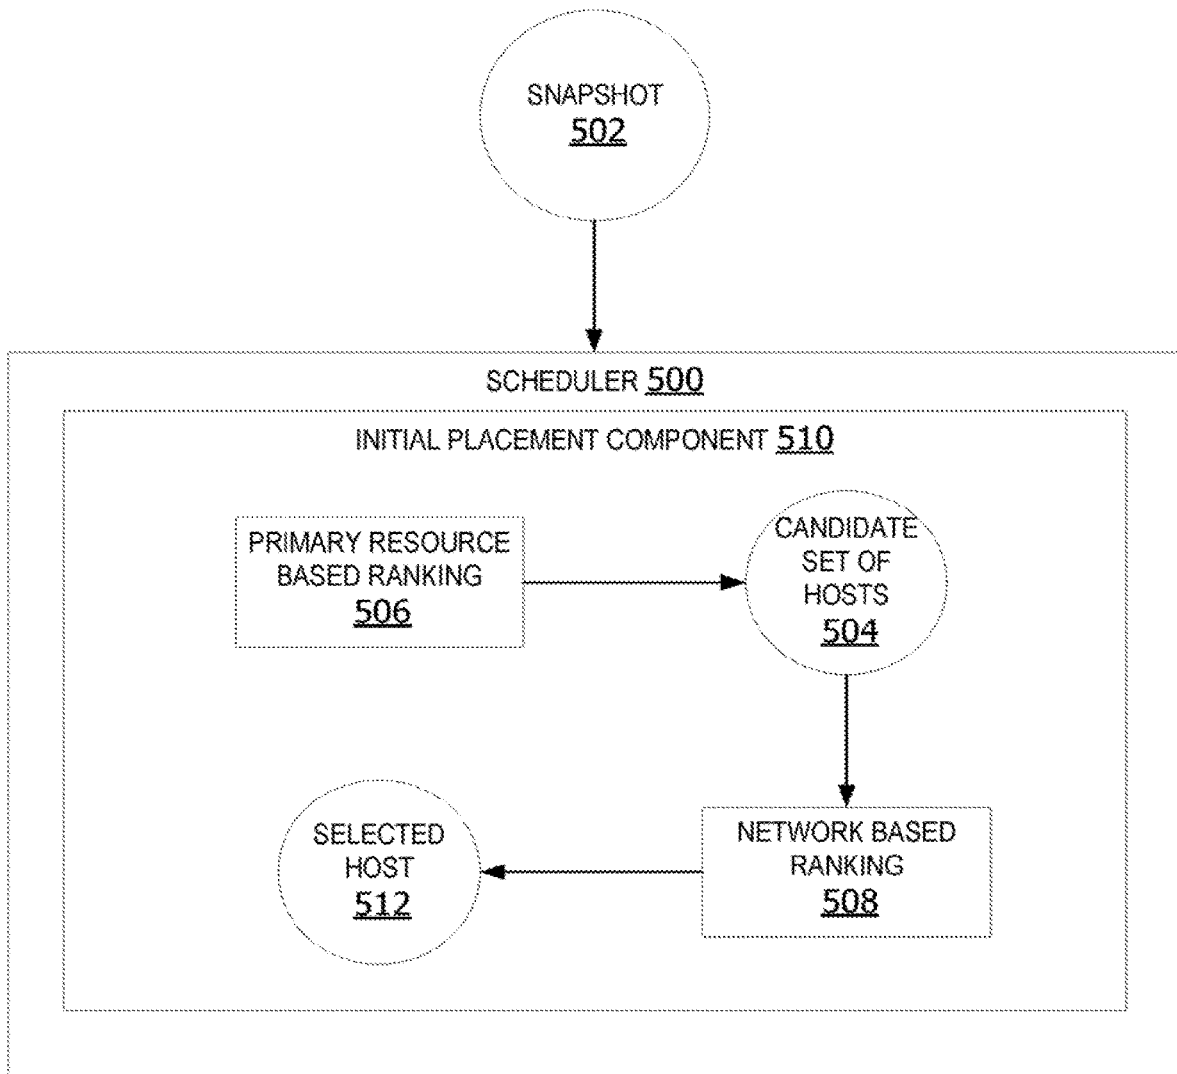 SNAPSHOT
502
SCHEDULER 500
INITIAL PLACEMENT COMPONENT 510
PRIMARY RESOURCE
BASED RANKING
506
CANDIDATE
SET OF
HOSTS
504
SELECTED
HOST
512
NETWORK BASED
RANKING
508